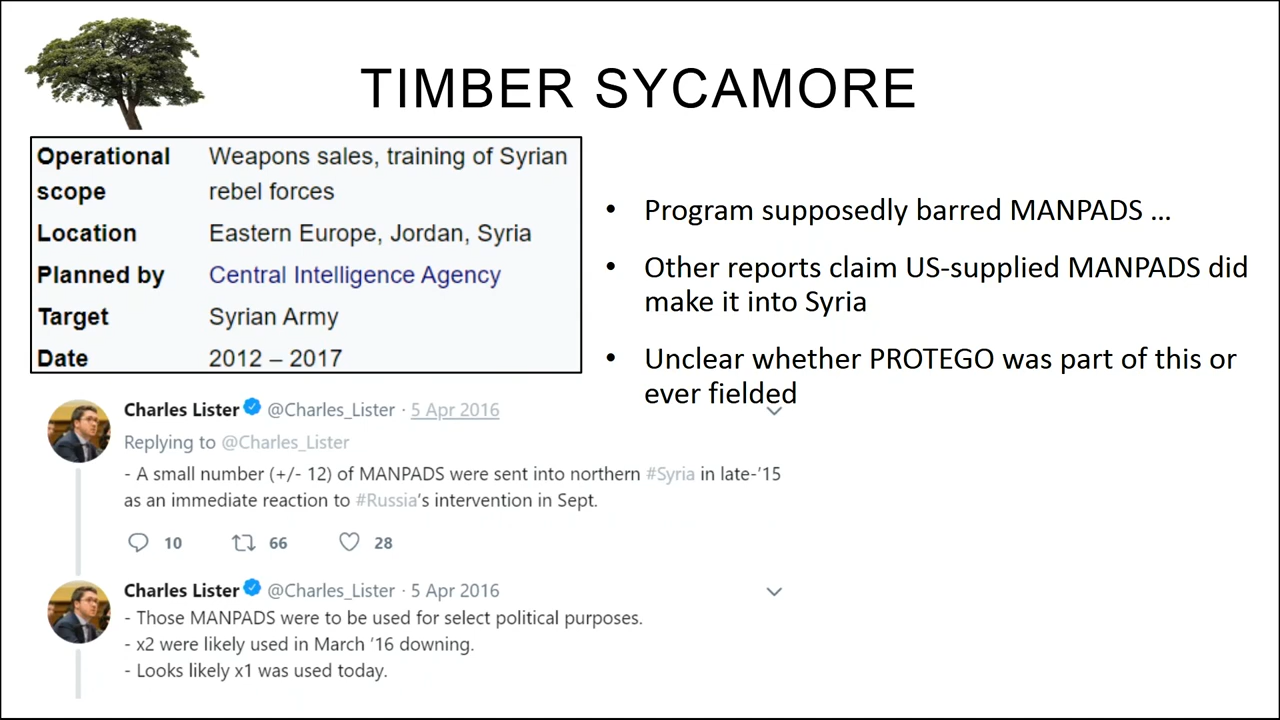 TIMBER SYCAMORE
Operational scope Weapons sales, training of Syrian rebel forces
Location Eastern Europe, Jordan, Syria
Planned by Central Intelligence Agency
Target Syrian Army
Date 2012 – 2017
• Program supposedly barred MANPADS ...
• Other reports claim US-supplied MANPADS did
make it into Syria
• Unclear whether PROTEGO was part of this or
ever fielded
Charles Lister @Charles_Lister · 5 Apr 2016
Replying to @Charles_Lister
- A small number (+/- 12) of MANPADS were sent into northern #Syria in late-'15
as an immediate reaction to #Russia's intervention in Sept.
10 66 28
Charles Lister @Charles_Lister · 5 Apr 2016
- Those MANPADS were to be used for select political purposes.
- x2 were likely used in March '16 downing.
- Looks likely x1 was used today.